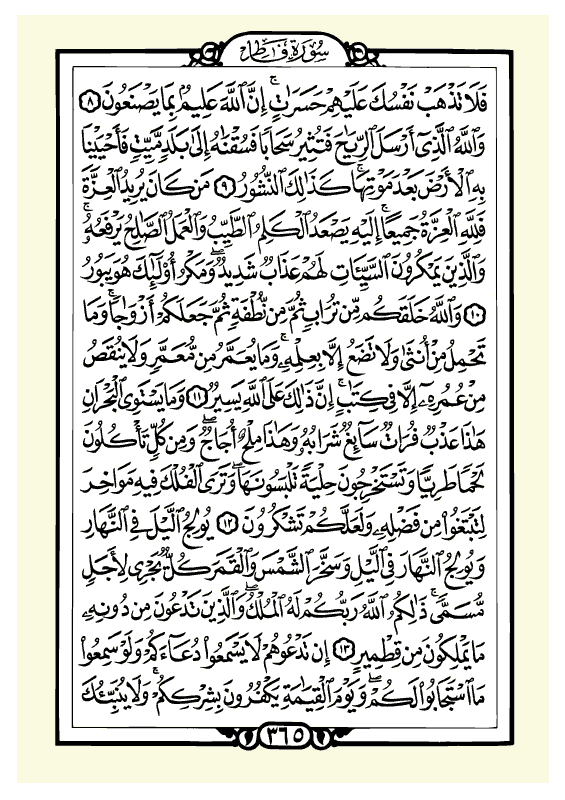 سُورَة فَاطِر
فَلَا تَذْهَبْ نَفْسُكَ عَلَيْهِمْ حَسَرَٰتٍ ۚ إِنَّ ٱللَّهَ عَلِيمٌۢ بِمَا يَصْنَعُونَ ٨
وَٱللَّهُ ٱلَّذِىٓ أَرْسَلَ ٱلرِّيَٰحَ فَتُثِيرُ سَحَابًا فَسُقْنَٰهُ إِلَىٰ بَلَدٍ مَّيِّتٍ فَأَحْيَيْنَا
بِهِ ٱلْأَرْضَ بَعْدَ مَوْتِهَا ۚ كَذَٰلِكَ ٱلنُّشُورُ ٩ مَن كَانَ يُرِيدُ ٱلْعِزَّةَ
فَلِلَّهِ ٱلْعِزَّةُ جَمِيعًا ۚ إِلَيْهِ يَصْعَدُ ٱلْكَلِمُ ٱلطَّيِّبُ وَٱلْعَمَلُ ٱلصَّٰلِحُ يَرْفَعُهُۥ ۚ
وَٱلَّذِينَ يَمْكُرُونَ ٱلسَّيِّـَٔاتِ لَهُمْ عَذَابٌ شَدِيدٌ ۖ وَمَكْرُ أُو۟لَٰٓئِكَ هُوَ يَبُورُ
١٠ وَٱللَّهُ خَلَقَكُم مِّن تُرَابٍ ثُمَّ مِن نُّطْفَةٍ ثُمَّ جَعَلَكُمْ أَزْوَٰجًا ۚ وَمَا
تَحْمِلُ مِنْ أُنثَىٰ وَلَا تَضَعُ إِلَّا بِعِلْمِهِۦ ۚ وَمَا يُعَمَّرُ مِن مُّعَمَّرٍ وَلَا يُنقَصُ
مِنْ عُمُرِهِۦٓ إِلَّا فِى كِتَٰبٍ ۚ إِنَّ ذَٰلِكَ عَلَى ٱللَّهِ يَسِيرٌ ١١ وَمَا يَسْتَوِى ٱلْبَحْرَانِ
هَٰذَا عَذْبٌ فُرَاتٌ سَآئِغٌ شَرَابُهُۥ وَهَٰذَا مِلْحٌ أُجَاجٌ ۖ وَمِن كُلٍّ تَأْكُلُونَ
لَحْمًا طَرِيًّا وَتَسْتَخْرِجُونَ حِلْيَةً تَلْبَسُونَهَا ۖ وَتَرَى ٱلْفُلْكَ فِيهِ مَوَاخِرَ
لِتَبْتَغُوا۟ مِن فَضْلِهِۦ وَلَعَلَّكُمْ تَشْكُرُونَ ١٢ يُولِجُ ٱلَّيْلَ فِى ٱلنَّهَارِ
وَيُولِجُ ٱلنَّهَارَ فِى ٱلَّيْلِ وَسَخَّرَ ٱلشَّمْسَ وَٱلْقَمَرَ كُلٌّ يَجْرِى لِأَجَلٍ
مُّسَمًّى ۚ ذَٰلِكُمُ ٱللَّهُ رَبُّكُمْ لَهُ ٱلْمُلْكُ ۚ وَٱلَّذِينَ تَدْعُونَ مِن دُونِهِۦ
مَا يَمْلِكُونَ مِن قِطْمِيرٍ ١٣ إِن تَدْعُوهُمْ لَا يَسْمَعُوا۟ دُعَآءَكُمْ وَلَوْ سَمِعُوا۟
مَا ٱسْتَجَابُوا۟ لَكُمْ ۖ وَيَوْمَ ٱلْقِيَٰمَةِ يَكْفُرُونَ بِشِرْكِكُمْ ۚ وَلَا يُنَبِّئُكَ
٣٦٥